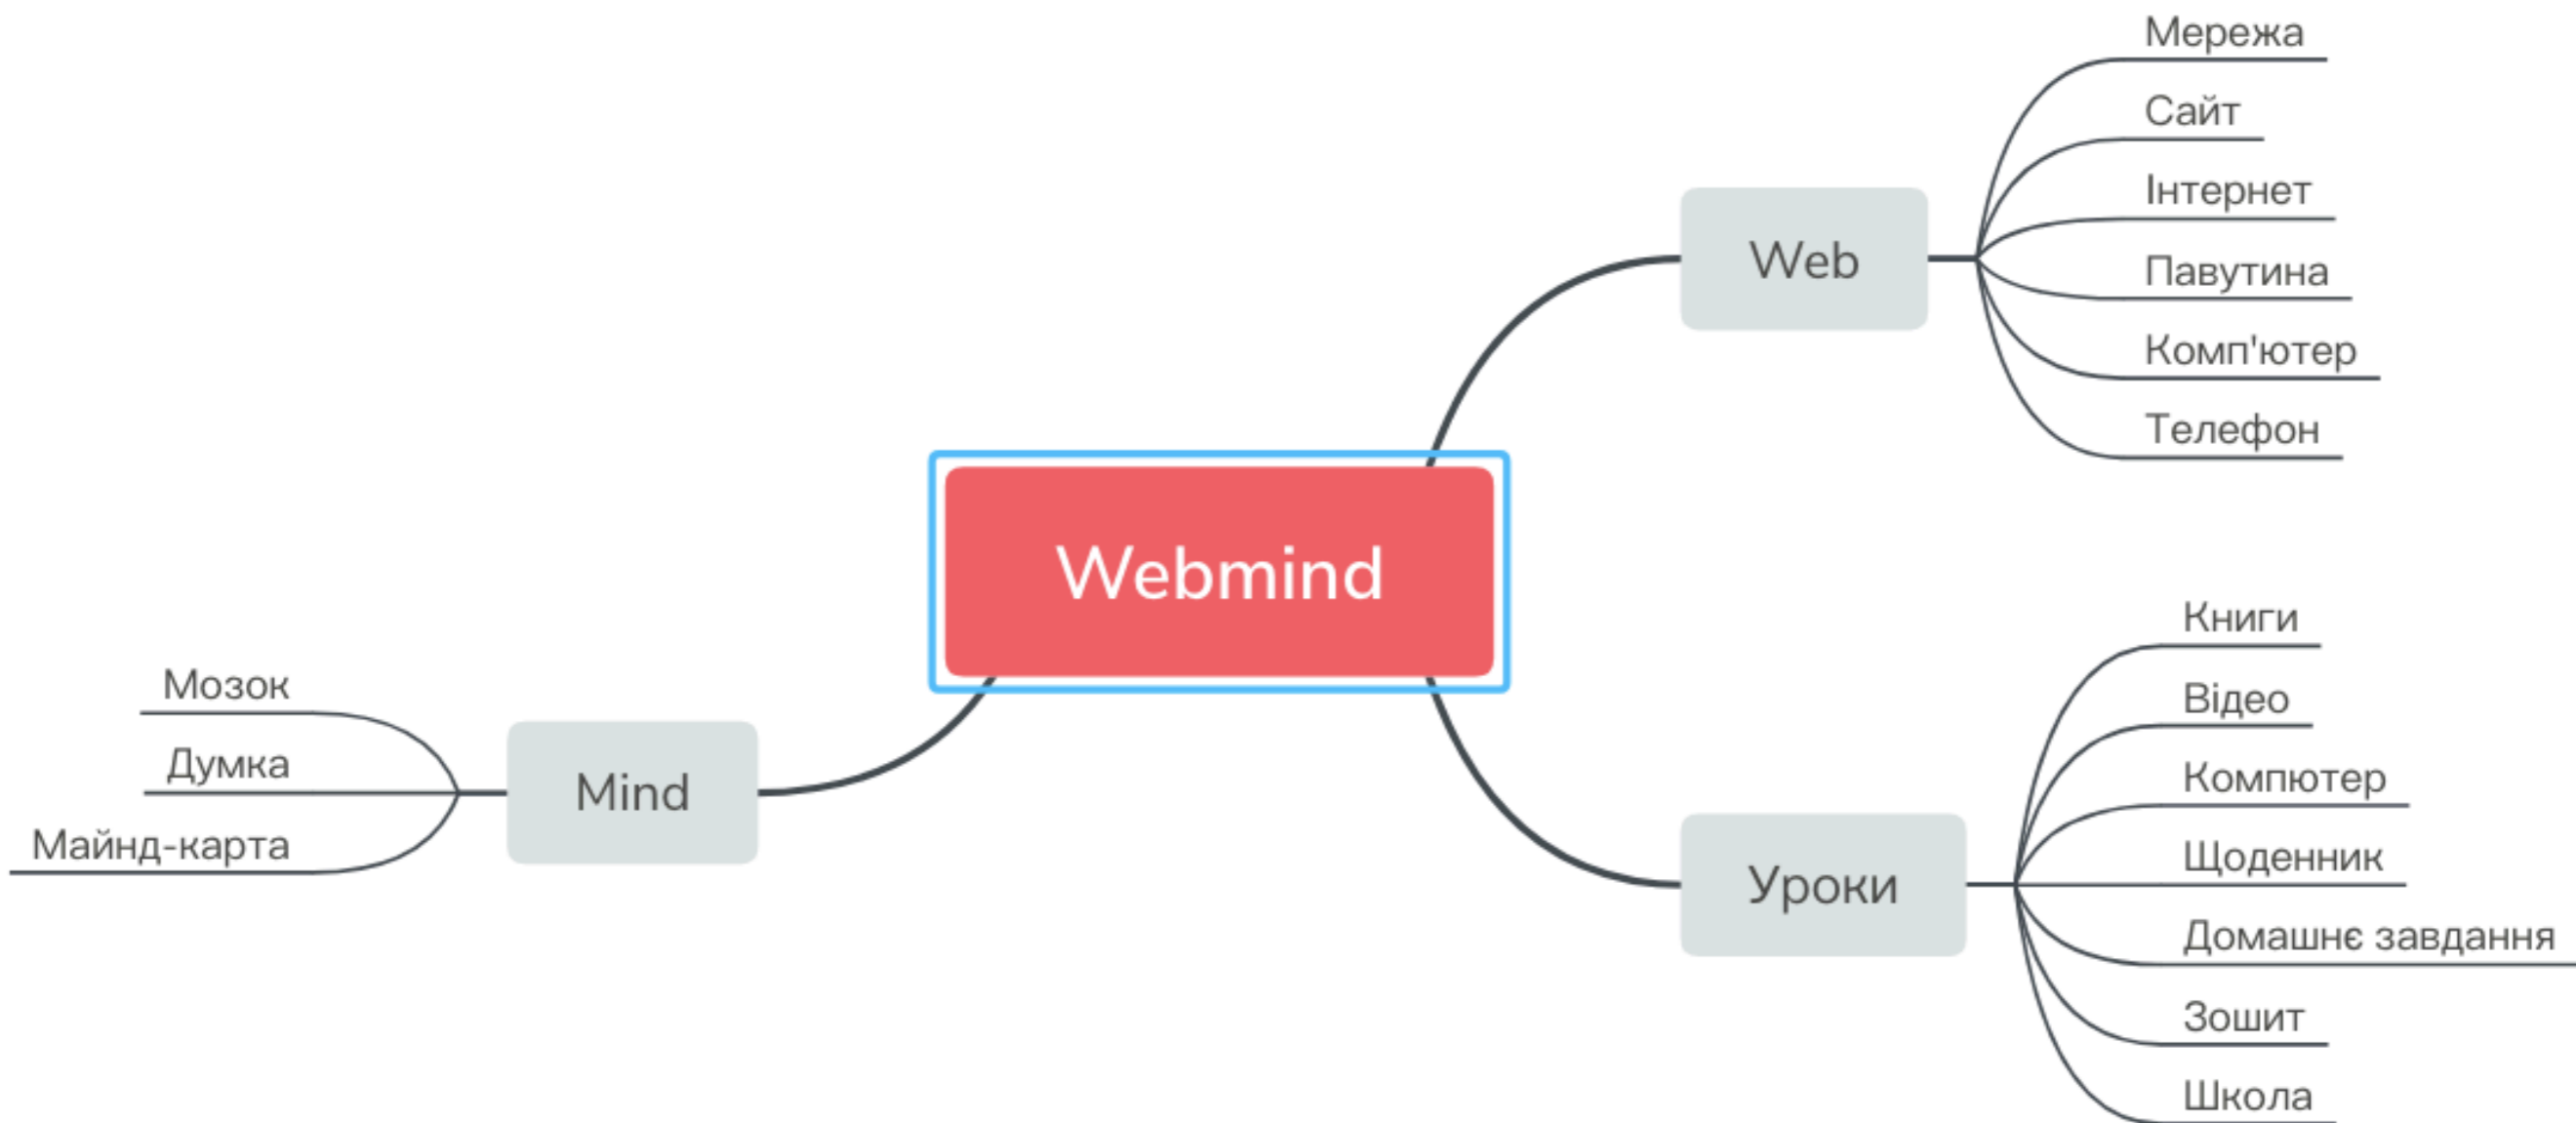 Webmind
Web
Мережа
Сайт
Інтернет
Павутина
Комп'ютер
Телефон
Уроки
Книги
Відео
Компютер
Щоденник
Домашнє завдання
Зошит
Школа
Mind
Мозок
Думка
Майнд-карта